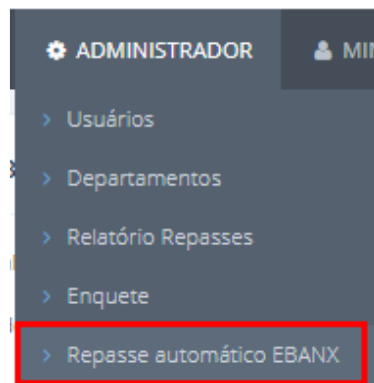 ADMINISTRADOR
Usuários
Departamentos
Relatório Repasses
Enquete
Repasse automático EBANX